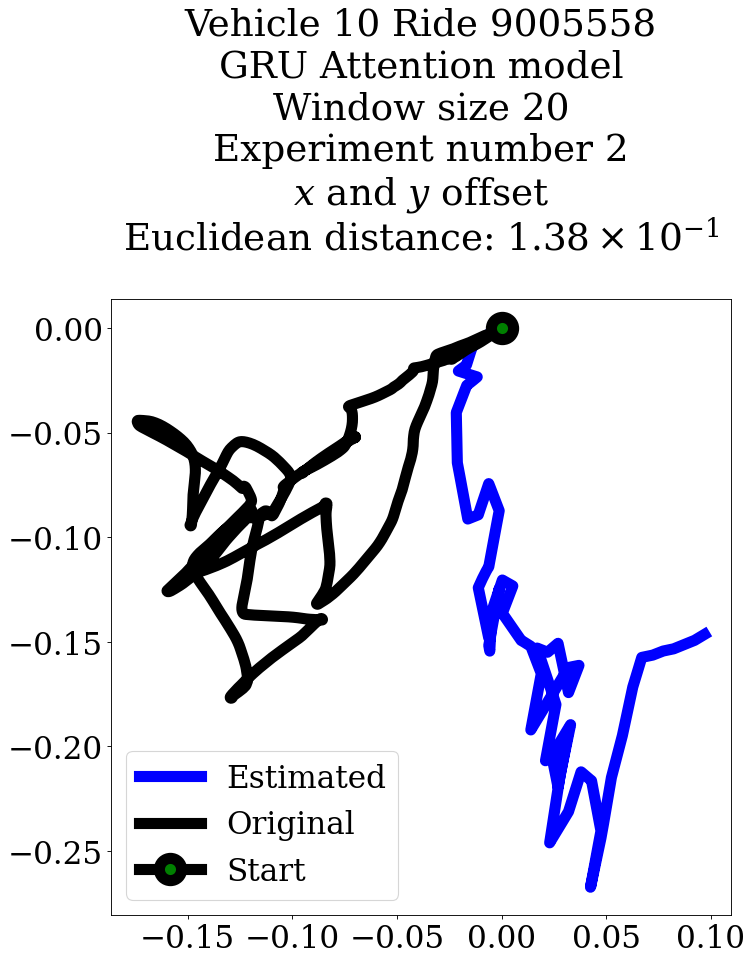 Vehicle 10 Ride 9005558
GRU Attention model
Window size 20
Experiment number 2
x and y offset
Euclidean distance: 1.38 × 10⁻¹
0.00
−0.05
−0.10
−0.15
−0.20
−0.25
Estimated
Original
Start
−0.15 −0.10 −0.05 0.00 0.05 0.10